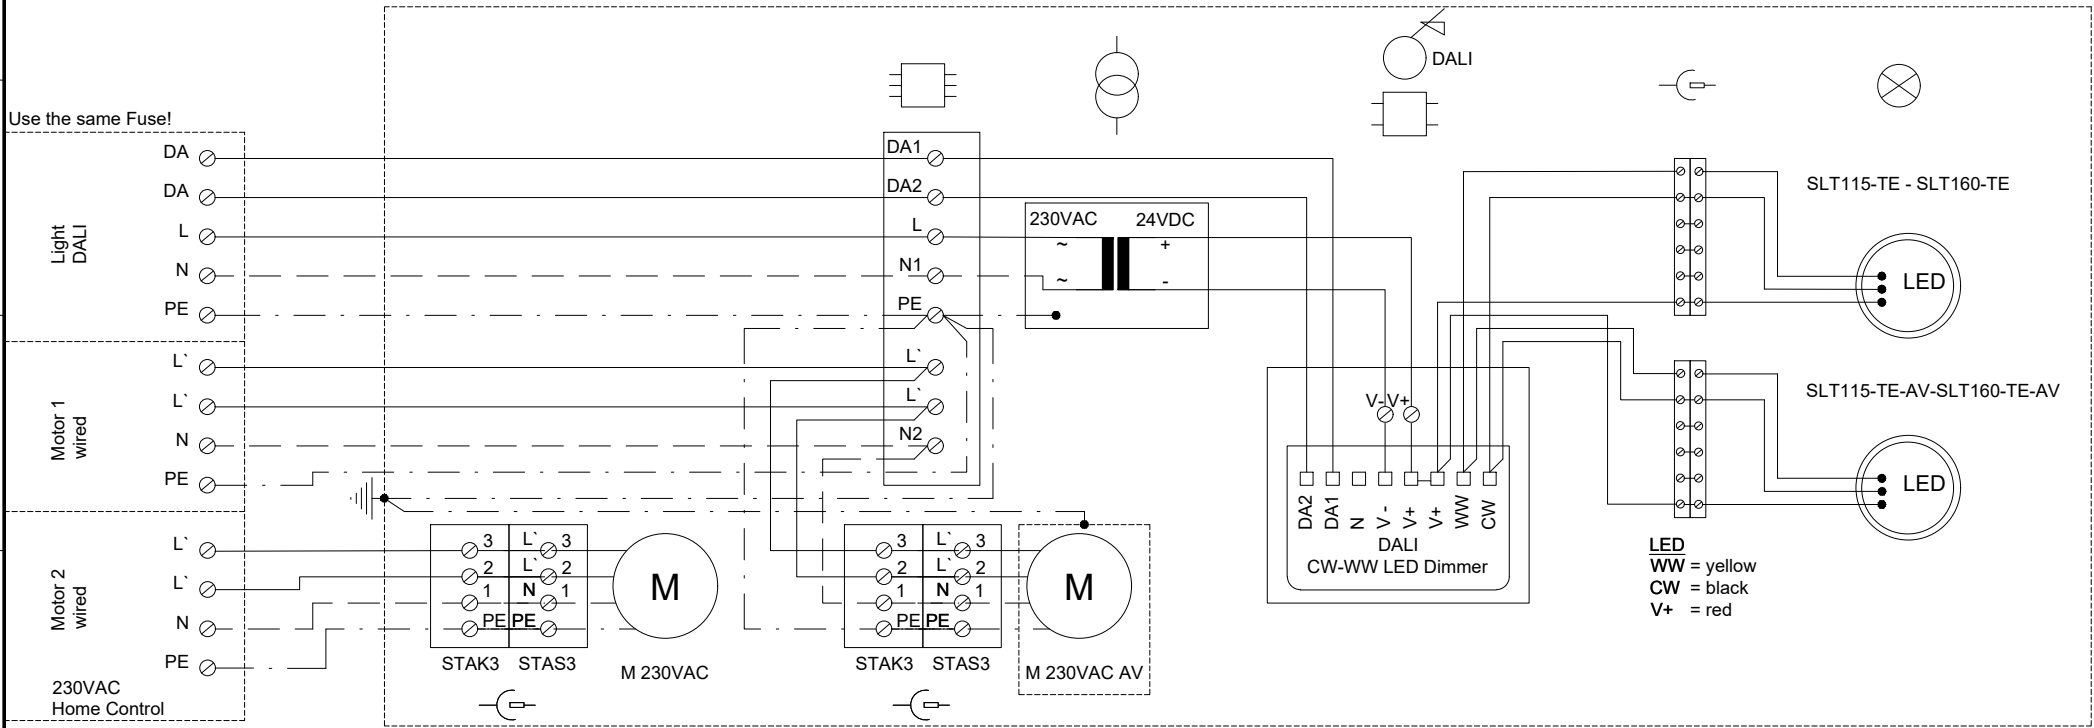 Use the same Fuse!
Light
DALI
DA
DA
L
N
PE
Motor 1
wired
L`
L`
N
PE
Motor 2
wired
L`
L`
N
PE
230VAC
Home Control
DA1
DA2
L
N1
PE
L`
L`
N2
230VAC
24VDC
~
+
~
-
DALI
3
L`
3
2
L`
2
1
N
1
PE
PE
STAK3
STAS3
M
M 230VAC
3
L`
3
2
L`
2
1
N
1
PE
PE
STAK3
STAS3
M
M 230VAC AV
V-
V+
DA2
DA1
N
V -
V+
V+
WW
CW
DALI
CW-WW LED Dimmer
SLT115-TE - SLT160-TE
LED
SLT115-TE-AV-SLT160-TE-AV
LED
LED
WW = yellow
CW = black
V+ = red